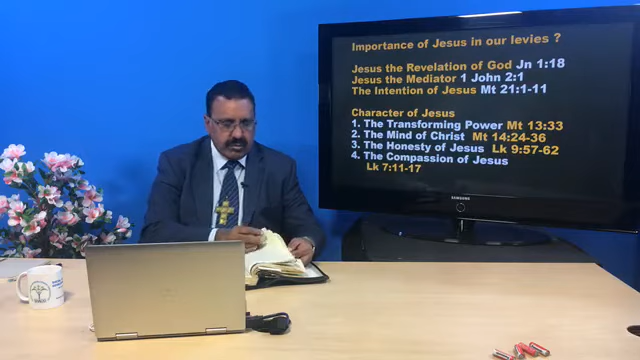 Importance of Jesus in our levies ?
Jesus the Revelation of God Jn 1:18
Jesus the Mediator 1 John 2:1
The Intention of Jesus Mt 21:1-11
Character of Jesus
1. The Transforming Power Mt 13:33
2. The Mind of Christ Mt 14:24-36
3. The Honesty of Jesus Lk 9:57-62
4. The Compassion of Jesus
Lk 7:11-17
SAMSUNG